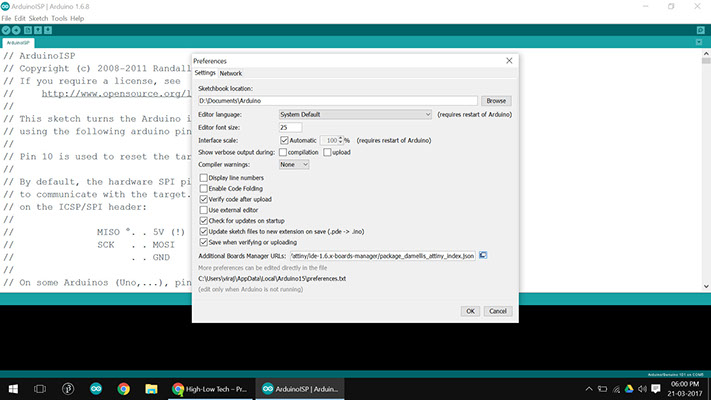 ArduinoISP | Arduino 1.6.8
File Edit Sketch Tools Help
ArduinoISP
// ArduinoISP
// Copyright (c) 2008-2011 Randall
// If you require a license, see
// http://www.opensource.org/l
//
// This sketch turns the Arduino i
// using the following arduino pin
//
// Pin 10 is used to reset the tar
//
// By default, the hardware SPI pi
// to communicate with the target.
// on the ICSP/SPI header:
//
// MISO °. . 5V (!)
// SCK . . MOSI
// . . GND
//
// On some Arduinos (Uno,...), pin
Preferences
Settings Network
Sketchbook location:
D:\Documents\Arduino
Browse
Editor language: System Default (requires restart of Arduino)
Editor font size: 25
Interface scale: Automatic 100 % (requires restart of Arduino)
Show verbose output during: compilation upload
Compiler warnings: None
Display line numbers
Enable Code Folding
Verify code after upload
Use external editor
Check for updates on startup
Update sketch files to new extension on save (.pde -> .ino)
Save when verifying or uploading
Additional Boards Manager URLs: attiny/ide-1.6.x-boards-manager/package_damellis_attiny_index.json
More preferences can be edited directly in the file
C:\Users\viraj\AppData\Local\Arduino15\preferences.txt
(edit only when Arduino is not running)
OK Cancel
High-Low Tech – Pr...
ArduinoISP | Arduin...
06:00 PM
21-03-2017